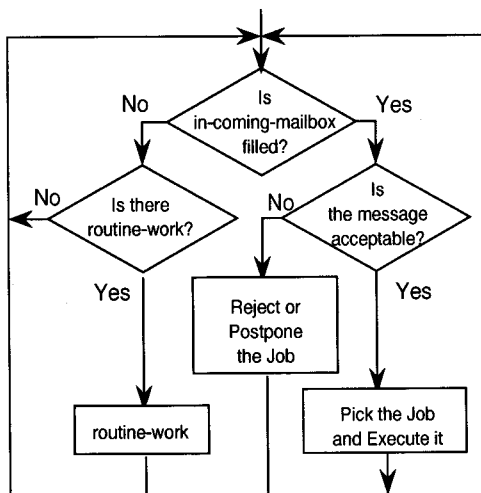 Is
in-coming-mailbox
filled?
No
Yes
No
Is there
routine-work?
No
Is
the message
acceptable?
Yes
Yes
Reject or
Postpone
the Job
routine-work
Pick the Job
and Execute it